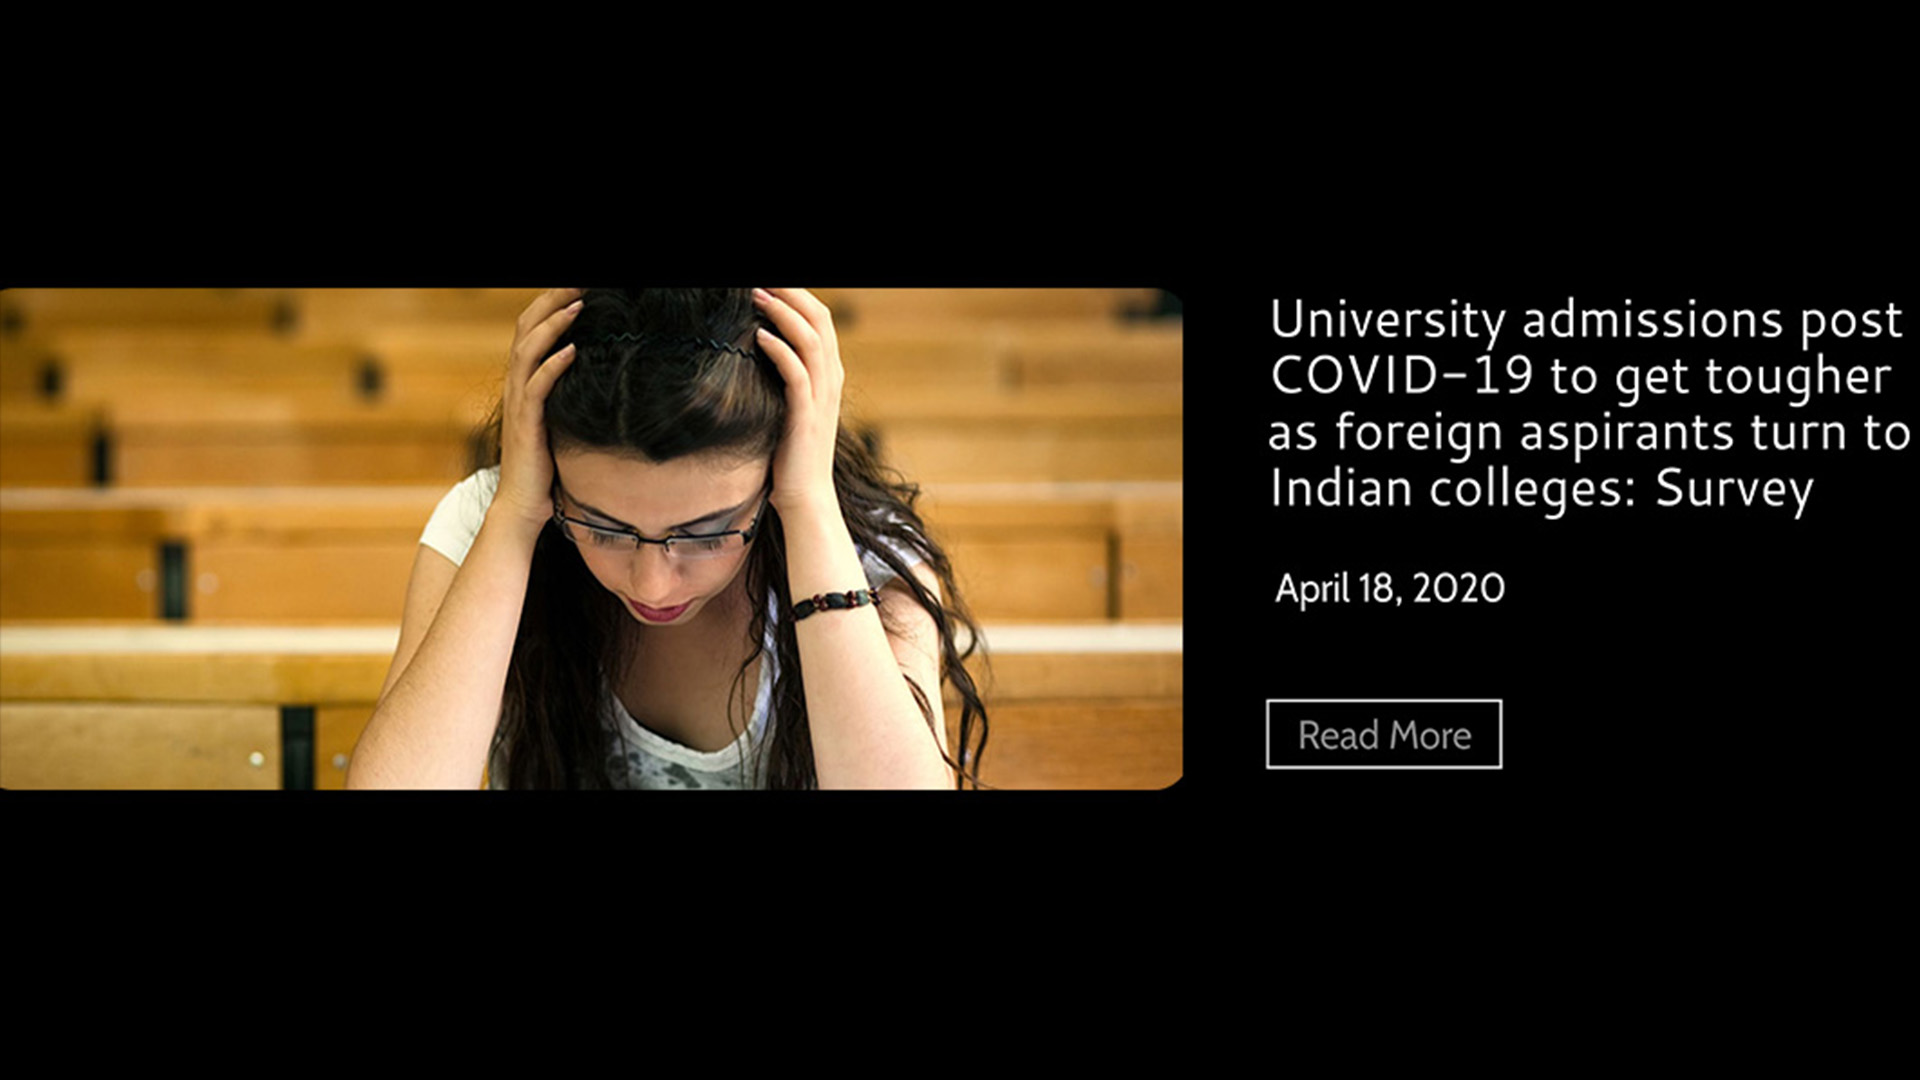 University admissions post
COVID-19 to get tougher
as foreign aspirants turn to
Indian colleges: Survey
April 18, 2020
Read More